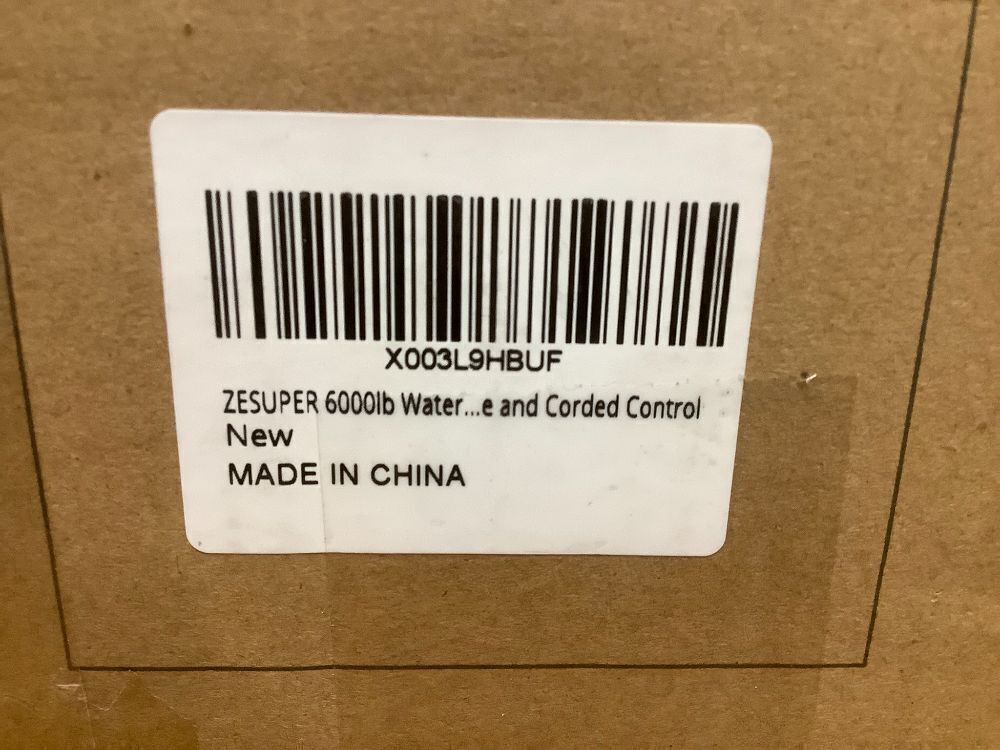 X003L9HBUF
ZESUPER 6000lb Water...e and Corded Control
New
MADE IN CHINA